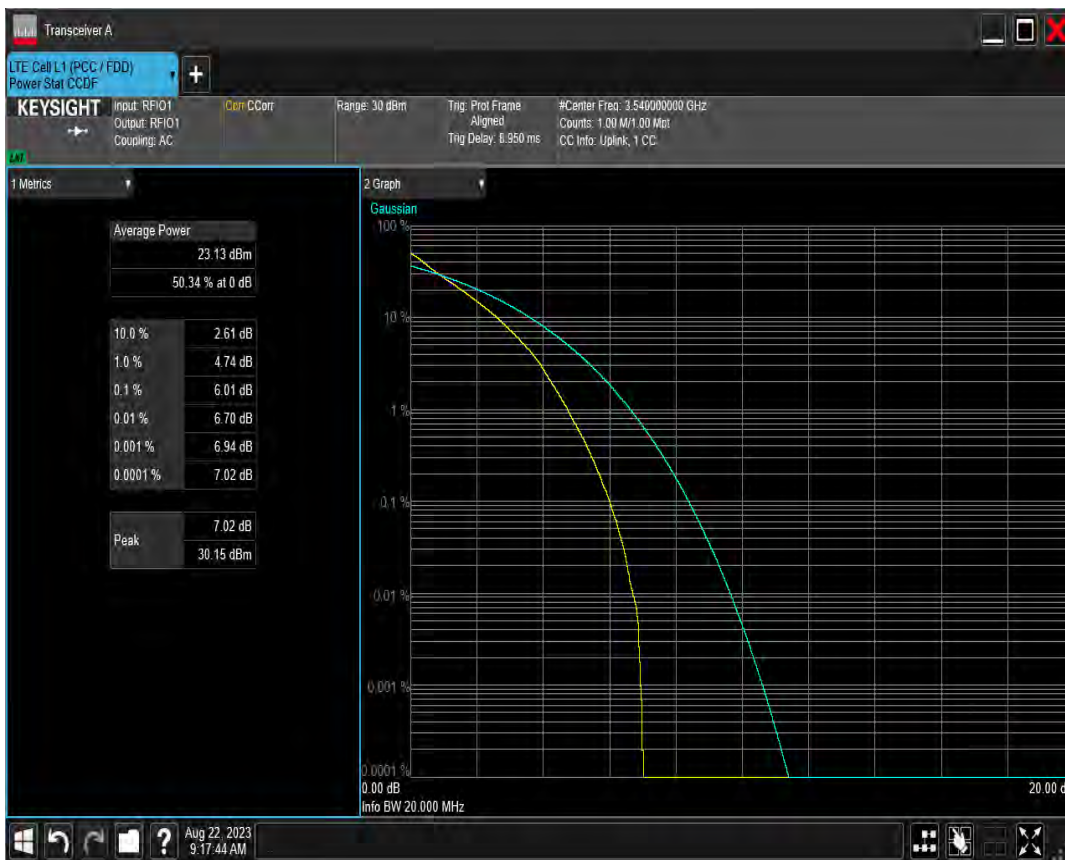 Transceiver A
LTE Cell L1 (PCC / FDD)
Power Stat CCDF
+
KEYSIGHT
LXI
Input: RFIO1
Output: RFIO1
Coupling: AC
Corr CCorr
Range: 30 dBm
Trig: Prot Frame
Aligned
Trig Delay: 8.950 ms
#Center Freq: 3.540000000 GHz
Counts: 1.00 M/1.00 Mpt
CC Info: Uplink, 1 CC
1 Metrics
Average Power
23.13 dBm
50.34 % at 0 dB
10.0 % 2.61 dB
1.0 % 4.74 dB
0.1 % 6.01 dB
0.01 % 6.70 dB
0.001 % 6.94 dB
0.0001 % 7.02 dB
Peak 7.02 dB
30.15 dBm
2 Graph
Gaussian
100 %
10 %
1 %
0.1 %
0.01 %
0.001 %
0.0001 %
0.00 dB
20.00 d
Info BW 20.000 MHz
?
Aug 22, 2023
9:17:44 AM